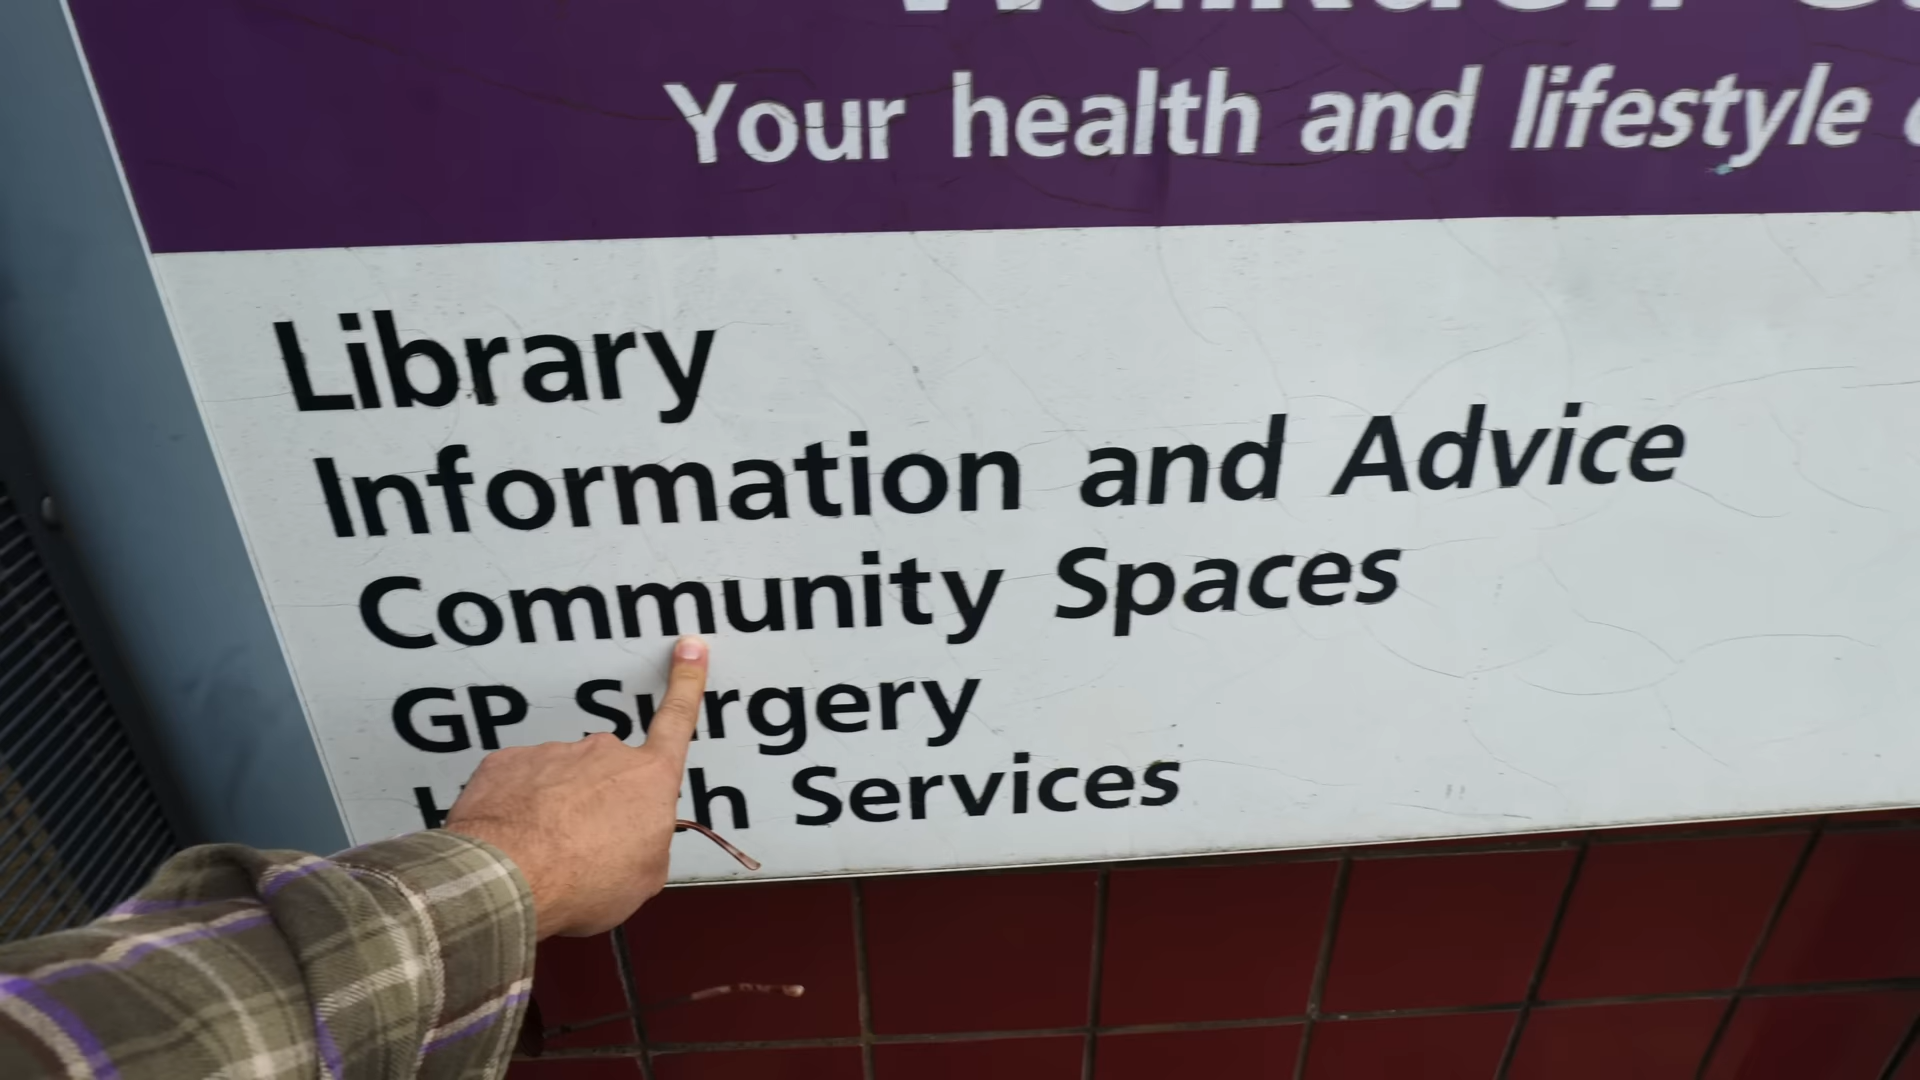 Your health and lifestyle
Library
Information and Advice
Community Spaces
GP Surgery
Services